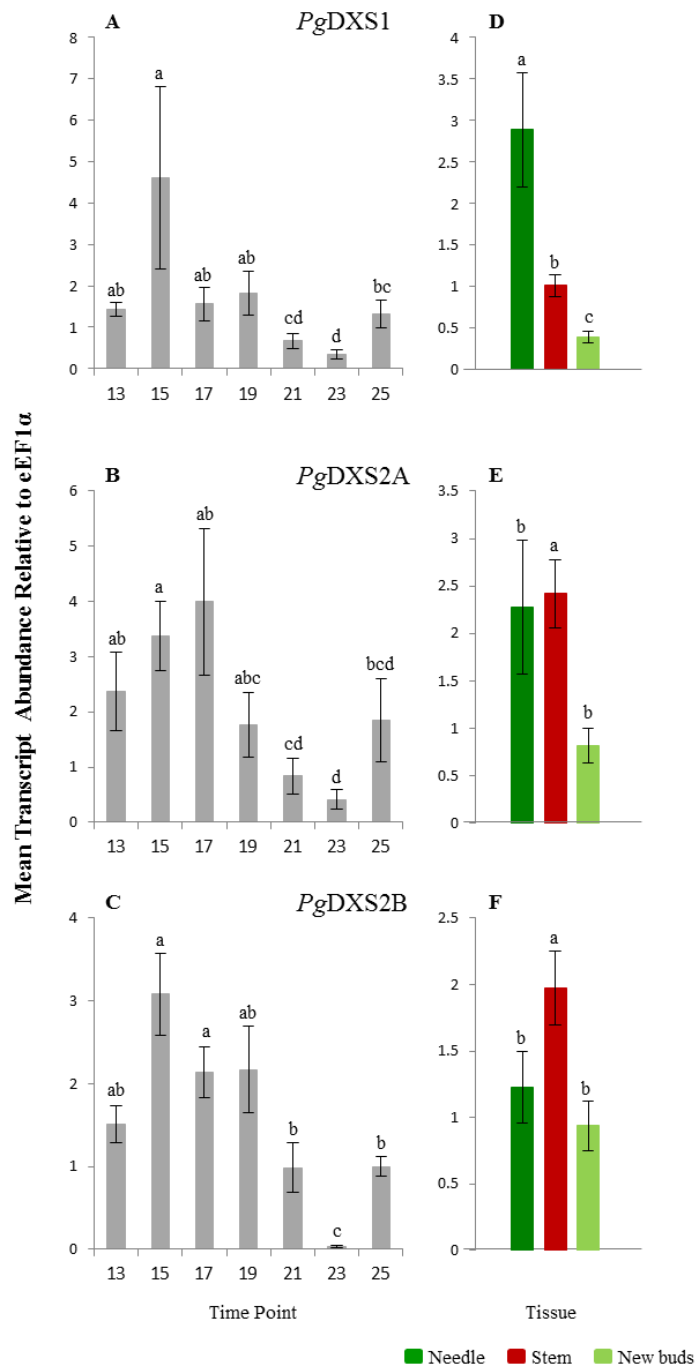 A PgDXS1 D
8
7
6
5
4
3
2
1
0
ab
a
ab
ab
cd
d
bc
13 15 17 19 21 23 25
4
3.5
3
2.5
2
1.5
1
0.5
0
a
b
c
Mean Transcript Abundance Relative to eEF1α
B PgDXS2A E
6
5
4
3
2
1
0
ab
a
ab
abc
cd
d
bcd
13 15 17 19 21 23 25
3.5
3
2.5
2
1.5
1
0.5
0
b
a
b
C PgDXS2B F
4
3
2
1
0
ab
a
a
ab
b
c
b
13 15 17 19 21 23 25
2.5
2
1.5
1
0.5
0
b
a
b
Time Point Tissue
Needle Stem New buds